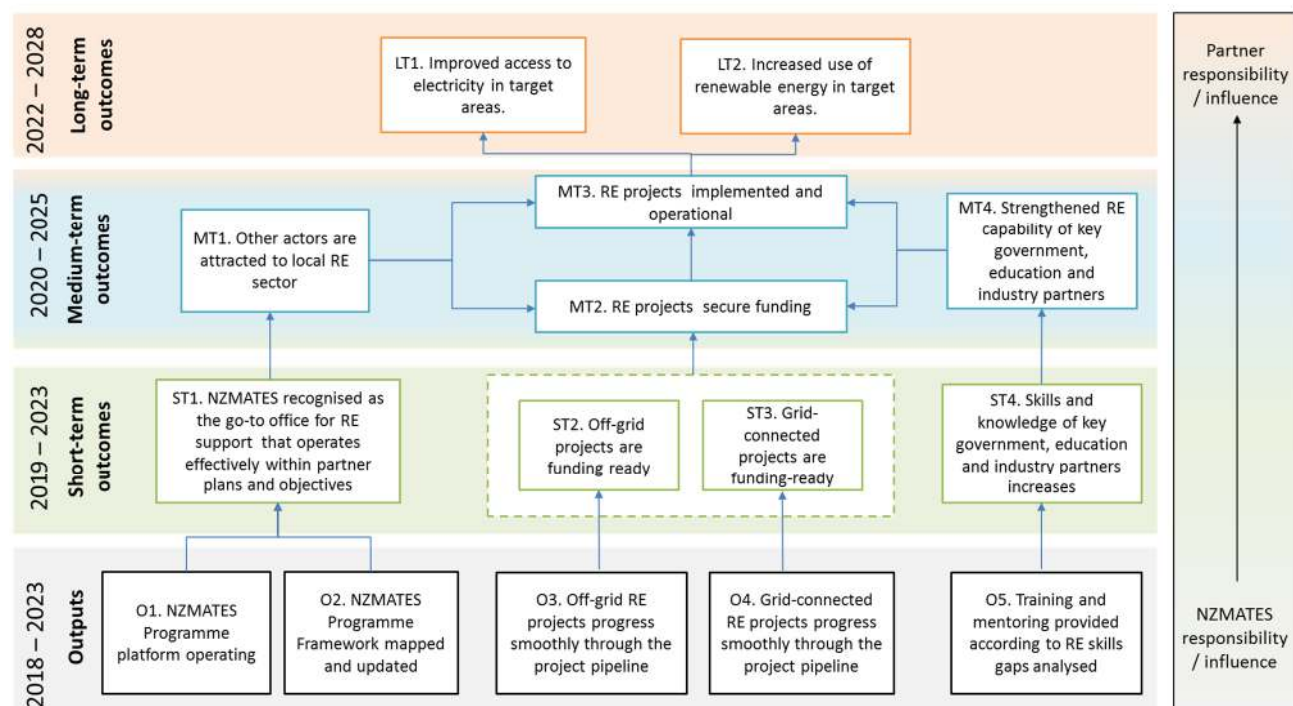 2022 – 2028
Long-term
outcomes
LT1. Improved access to
electricity in target
areas.
LT2. Increased use of
renewable energy in target
areas.
2020 – 2025
Medium-term
outcomes
MT1. Other actors are
attracted to local RE
sector
MT3. RE projects implemented and
operational
MT2. RE projects secure funding
MT4. Strengthened RE
capability of key
government,
education and
industry partners
2019 – 2023
Short-term
outcomes
ST1. NZMATES recognised as
the go-to office for RE
support that operates
effectively within partner
plans and objectives
ST2. Off-grid
projects are
funding ready
ST3. Grid-
connected
projects are
funding-ready
ST4. Skills and
knowledge of key
government, education
and industry partners
increases
2018 – 2023
Outputs
O1. NZMATES
Programme
platform operating
O2. NZMATES
Programme
Framework mapped
and updated
O3. Off-grid RE
projects progress
smoothly through the
project pipeline
O4. Grid-connected
RE projects progress
smoothly through the
project pipeline
O5. Training and
mentoring provided
according to RE skills
gaps analysed
Partner
responsibility
/ influence
NZMATES
responsibility
/ influence